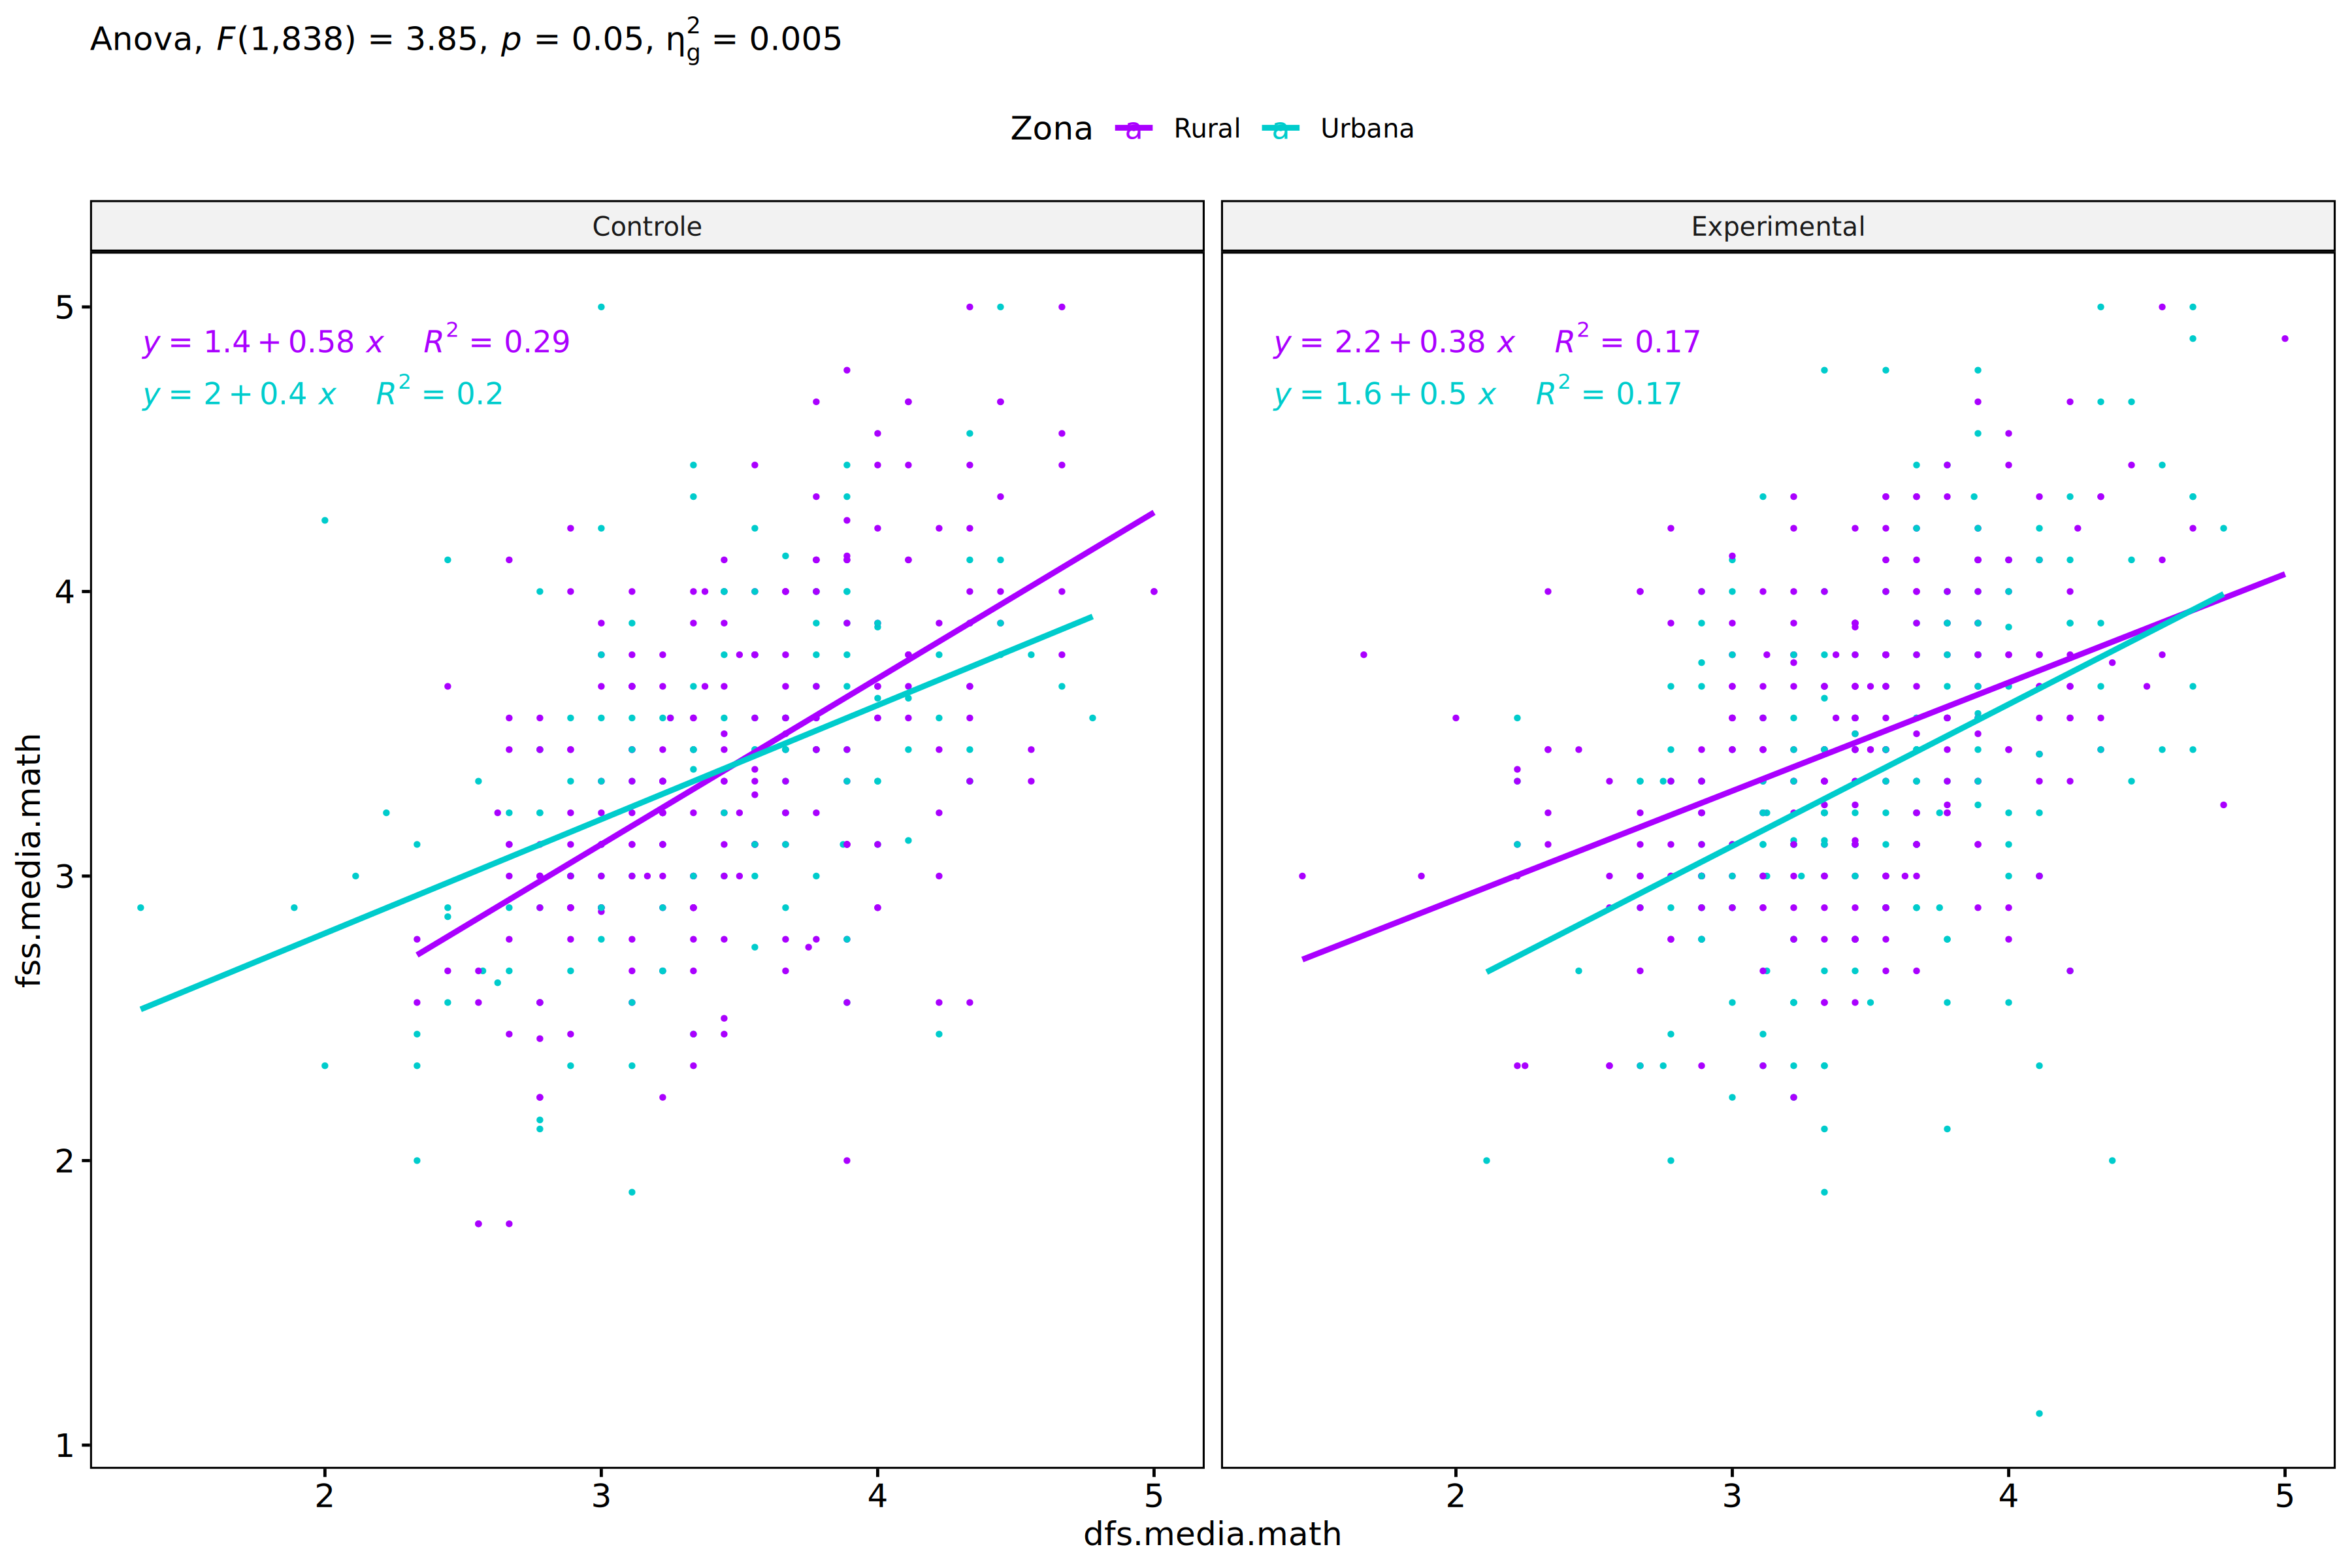 Anova, F(1,838) = 3.85, p = 0.05, η²g = 0.005
Zona a Rural a Urbana
Controle
Experimental
y = 1.4 + 0.58 x R² = 0.29
y = 2 + 0.4 x R² = 0.2
y = 2.2 + 0.38 x R² = 0.17
y = 1.6 + 0.5 x R² = 0.17
fss.media.math
5
4
3
2
1
2 3 4 5
2 3 4 5
dfs.media.math